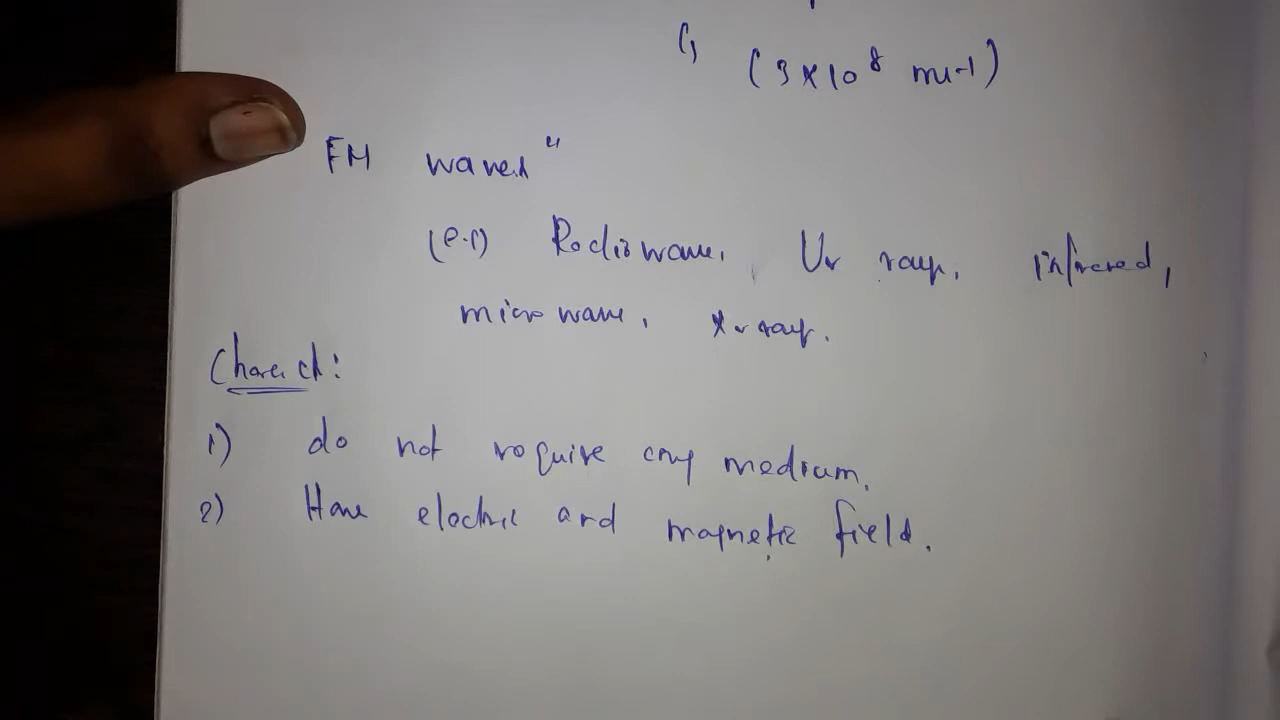 (3×10⁸ ms-1)
EM waves"
(e.g) Radiowave, Uv rays, infrared,
microwave, x-rays.
Charact:
1) do not require any medium.
2) Have electric and magnetic field.